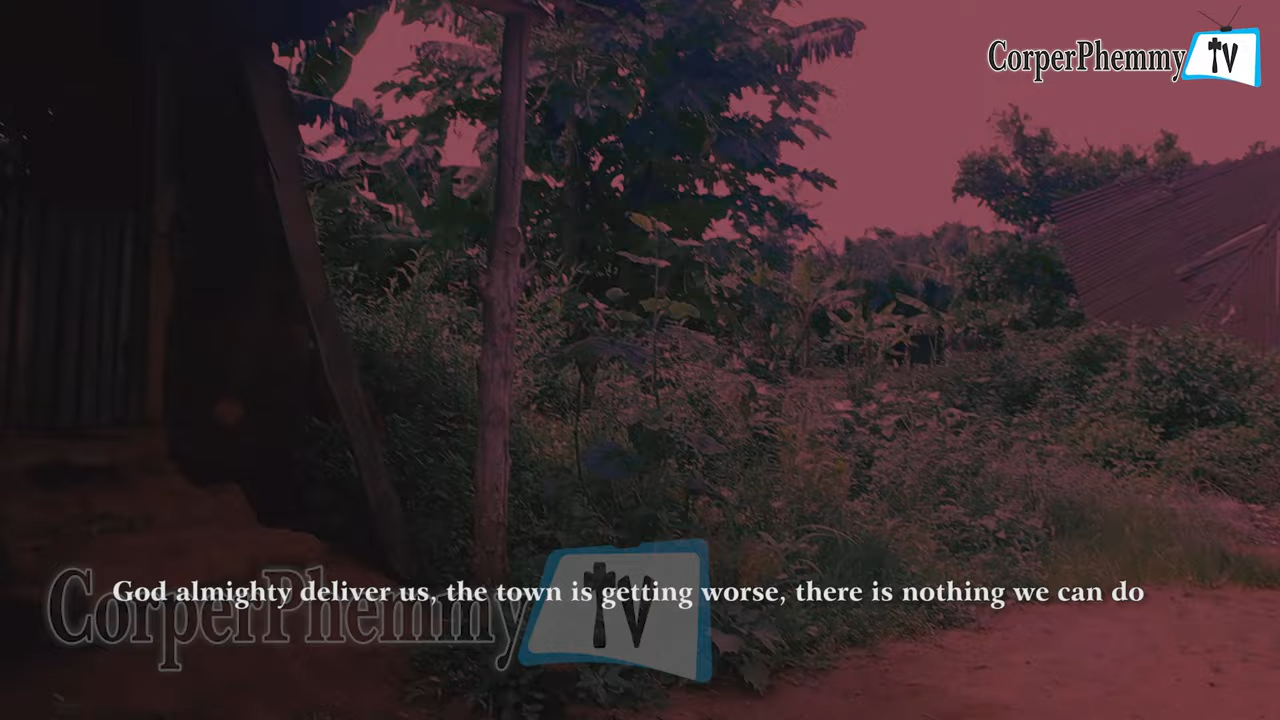 CorperPhemmy TV
God almighty deliver us, the town is getting worse, there is nothing we can do
CorperPhemmy TV